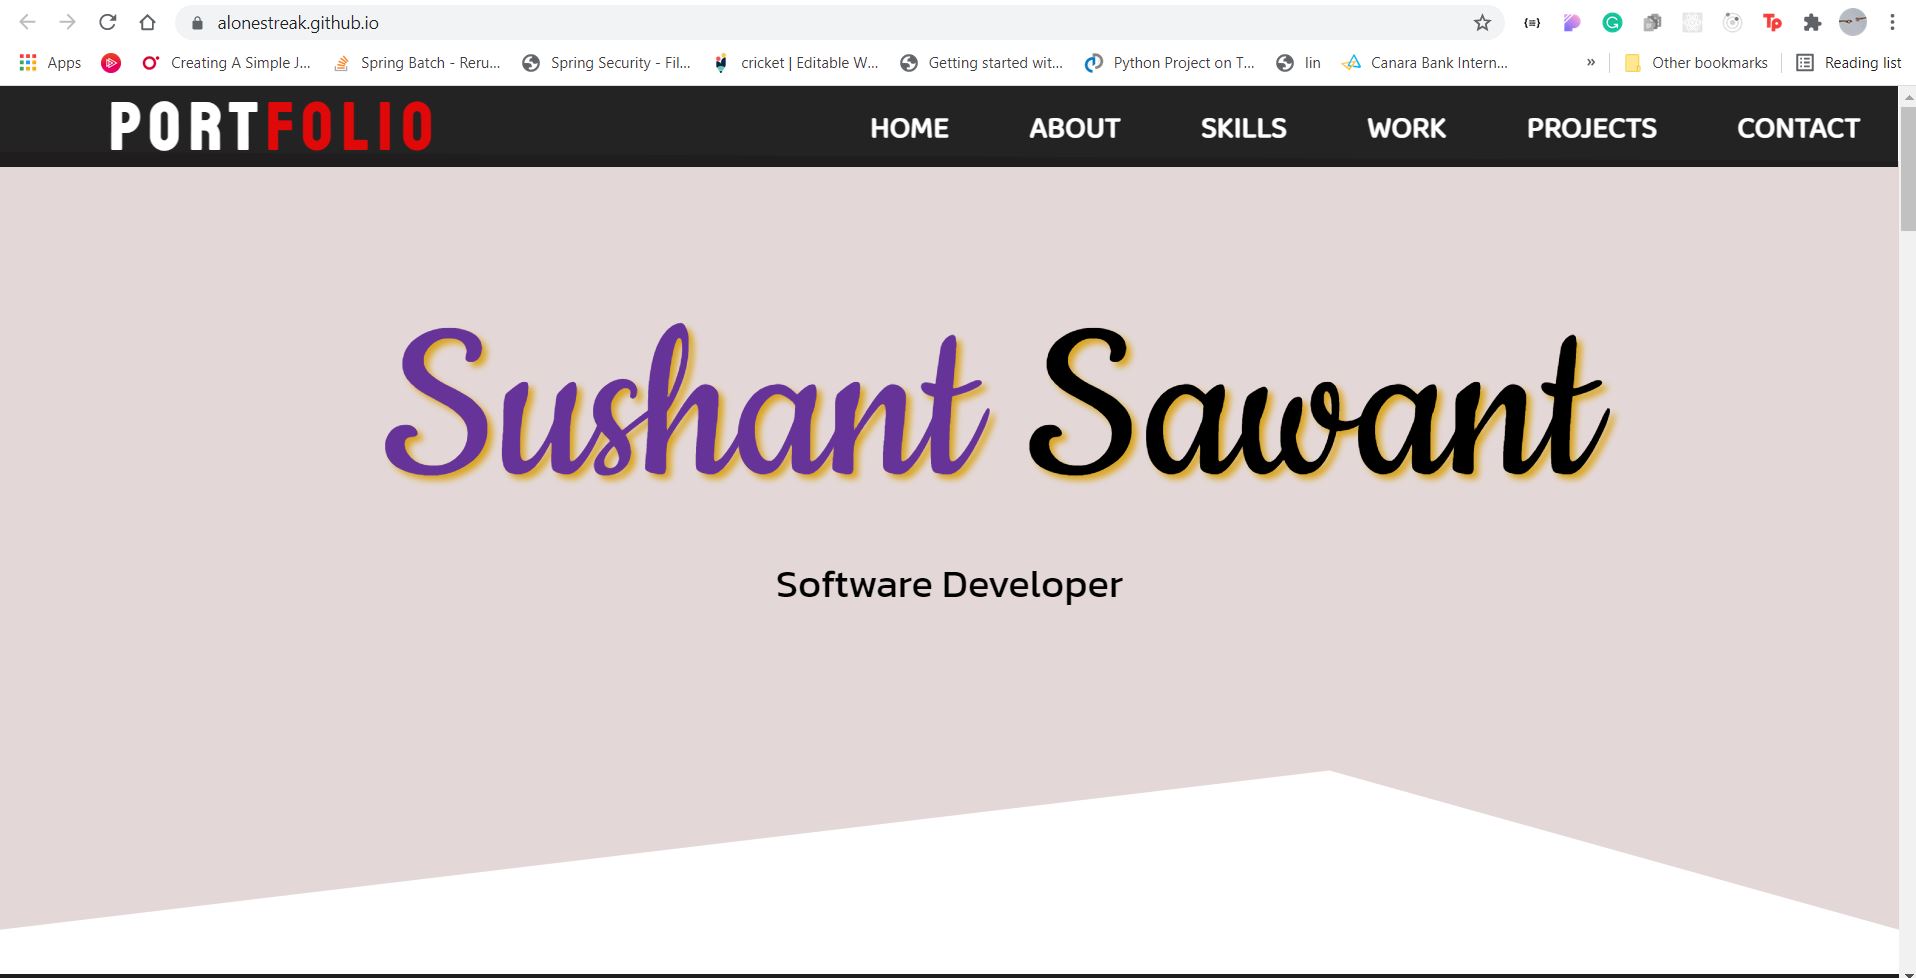 alonestreak.github.io
Apps Creating A Simple J... Spring Batch - Reru... Spring Security - Fil... cricket | Editable W... Getting started wit... Python Project on T... lin Canara Bank Intern... » Other bookmarks Reading list
PORTFOLIO HOME ABOUT SKILLS WORK PROJECTS CONTACT
Sushant Sawant
Software Developer